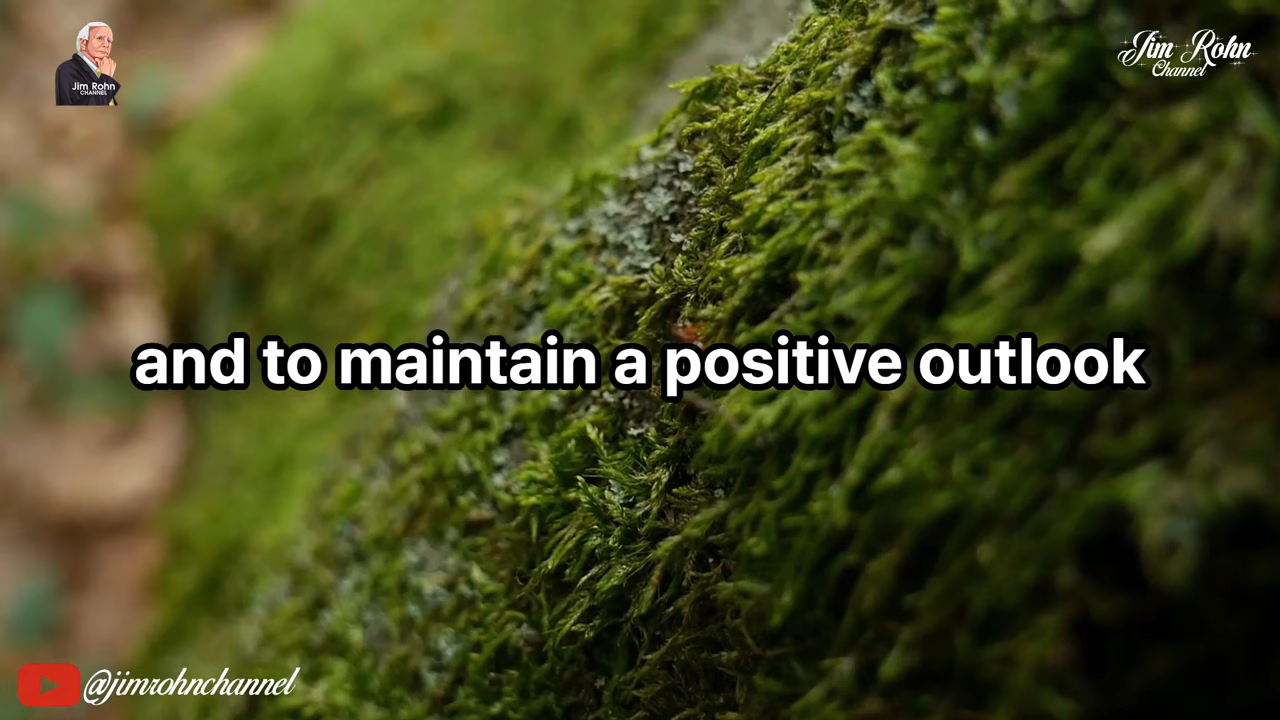 Jim Rohn
CHANNEL
Jim Rohn
Channel
and to maintain a positive outlook
@jimrohnchannel